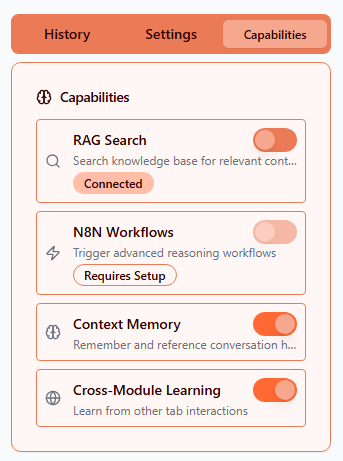 History Settings Capabilities
Capabilities
RAG Search
Search knowledge base for relevant cont...
Connected
N8N Workflows
Trigger advanced reasoning workflows
Requires Setup
Context Memory
Remember and reference conversation h...
Cross-Module Learning
Learn from other tab interactions